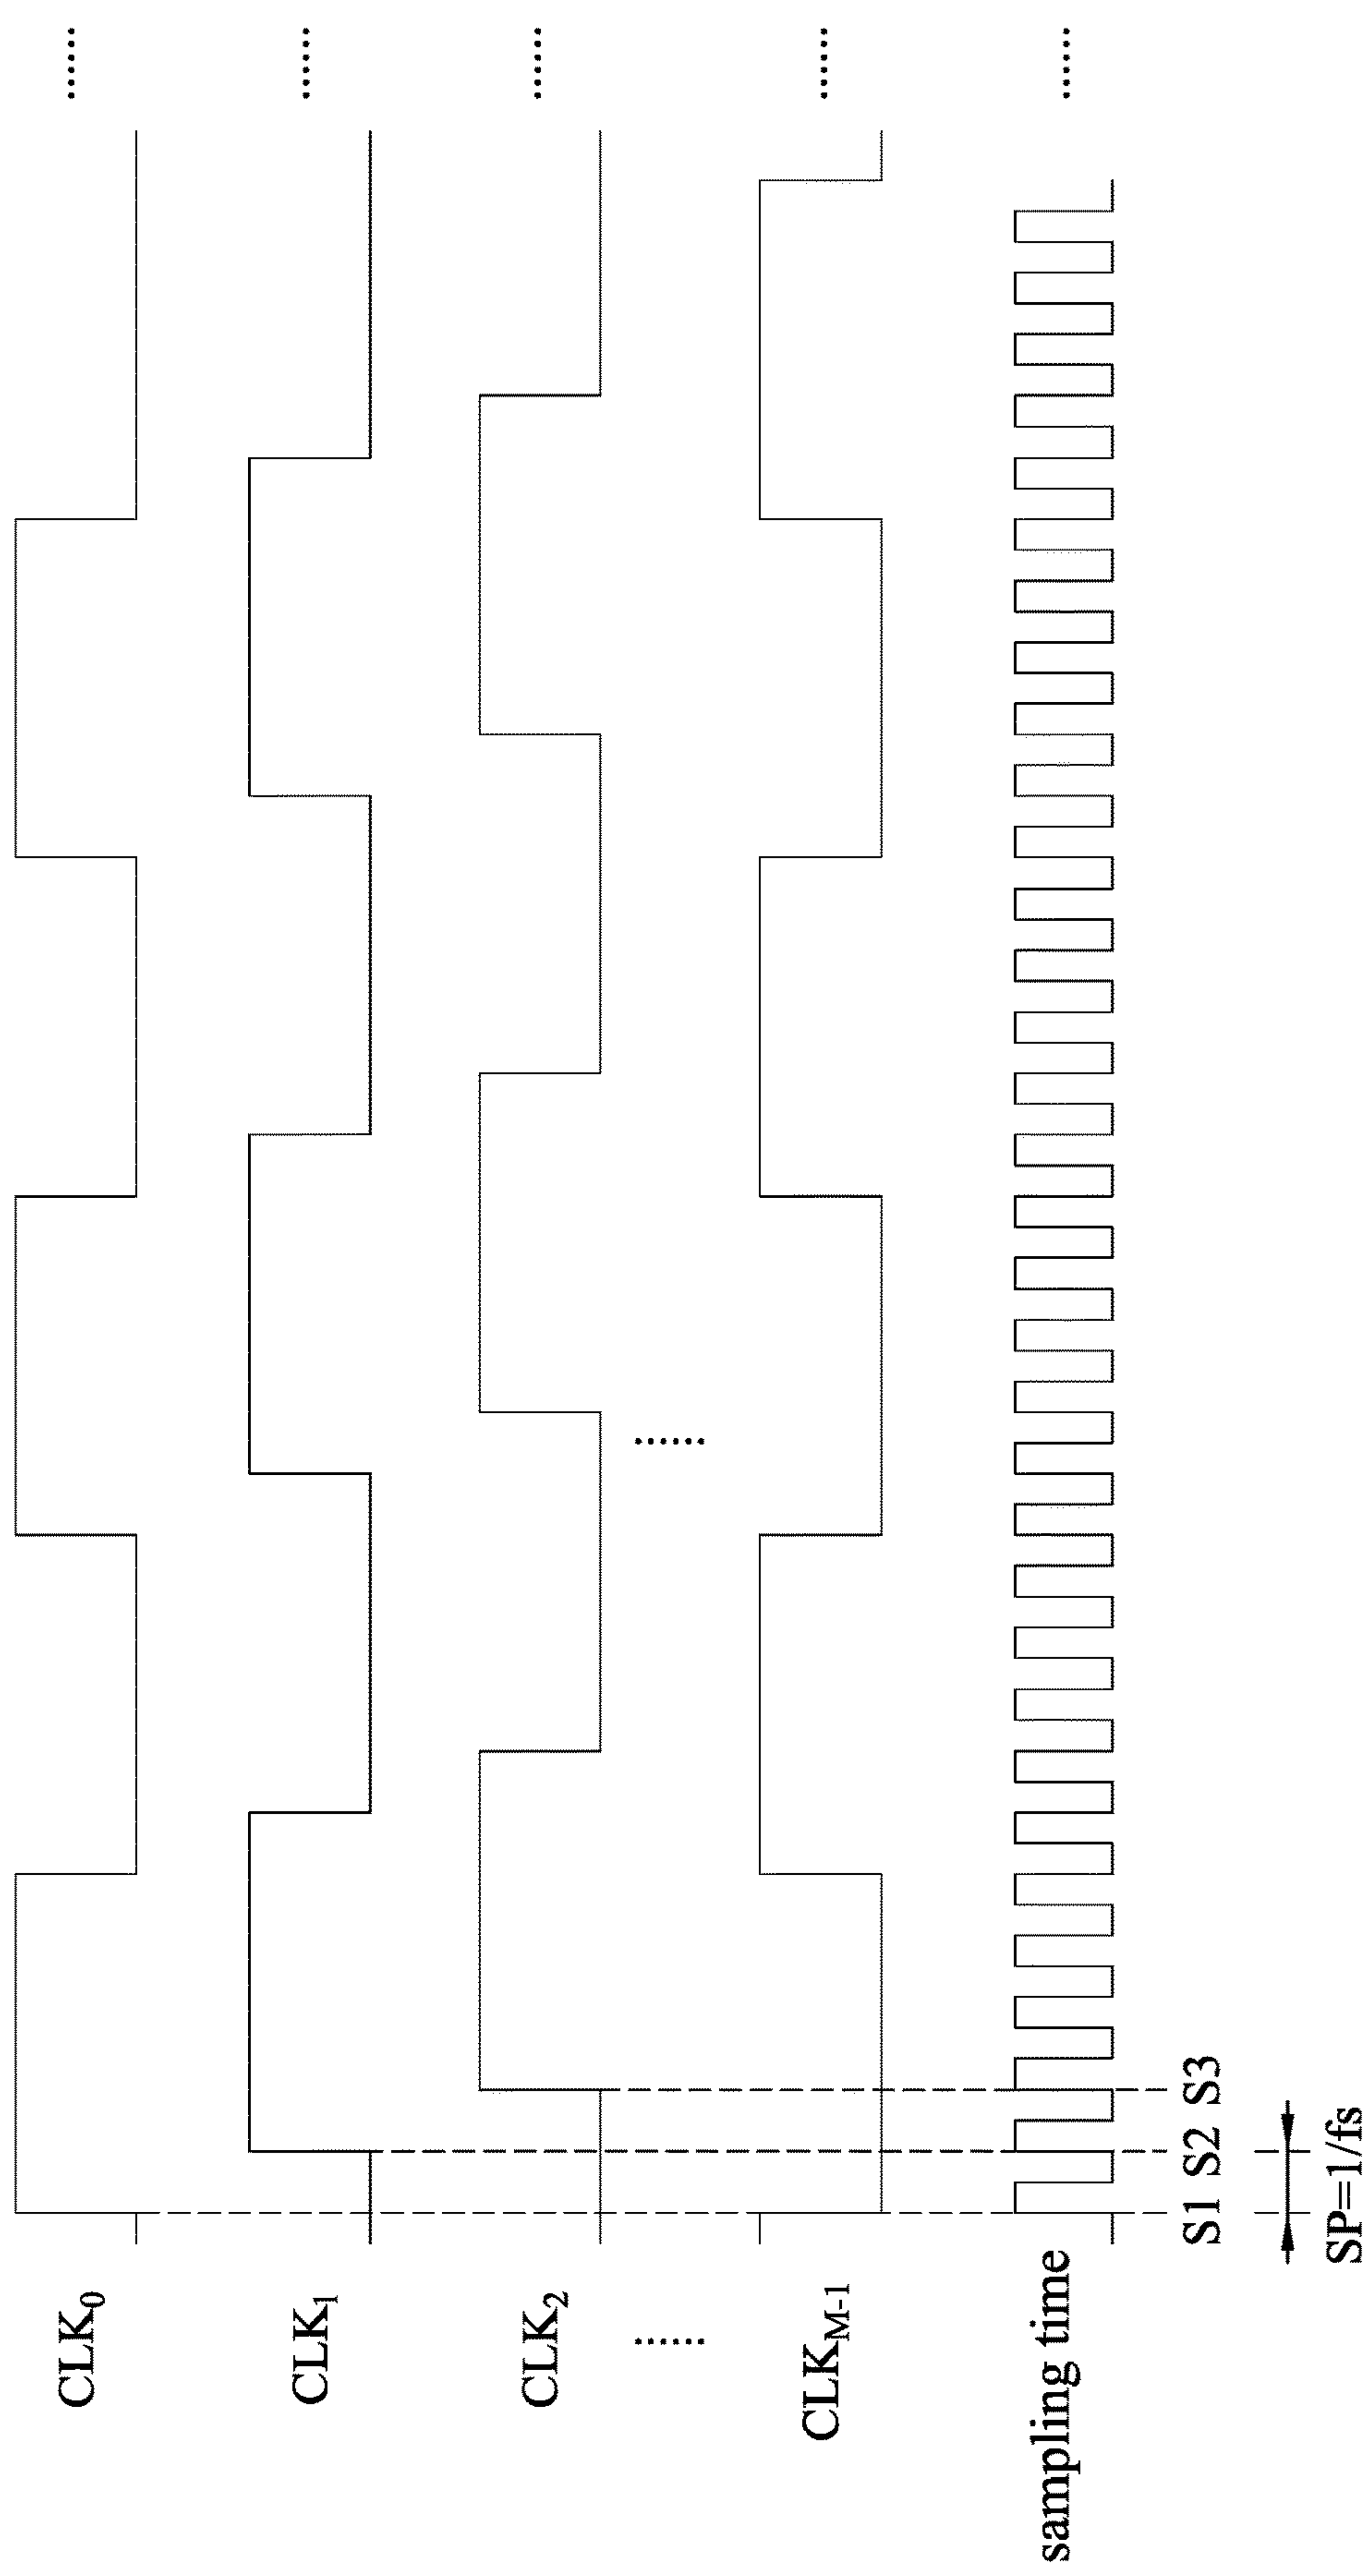 CLK0 ......
CLK1 ......
CLK2 ......
...... ......
CLKM-1 ......
sampling time ......
S1 S2 S3
SP=1/fs